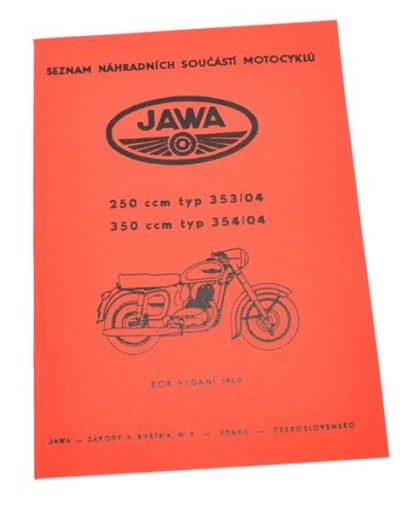 SEZNAM NÁHRADNÍCH SOUČÁSTÍ MOTOCYKLŮ
JAWA
250 ccm typ 353/04
350 ccm typ 354/04
ROK VYDÁNÍ 1960
JAWA — ZÁVODY 9. KVĚTNA, N. P. — PRAHA — ČESKOSLOVENSKO